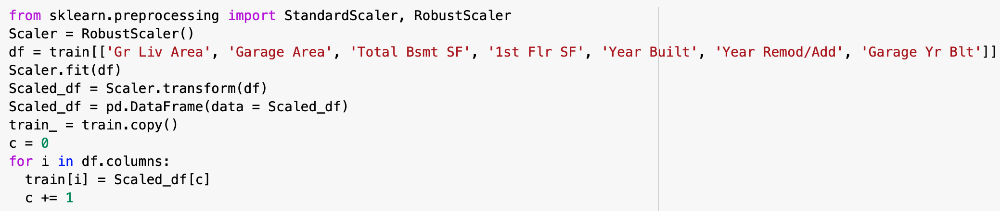 from sklearn.preprocessing import StandardScaler, RobustScaler
Scaler = RobustScaler()
df = train[['Gr Liv Area', 'Garage Area', 'Total Bsmt SF', '1st Flr SF', 'Year Built', 'Year Remod/Add', 'Garage Yr Blt']]
Scaler.fit(df)
Scaled_df = Scaler.transform(df)
Scaled_df = pd.DataFrame(data = Scaled_df)
train_ = train.copy()
c = 0
for i in df.columns:
  train[i] = Scaled_df[c]
  c += 1